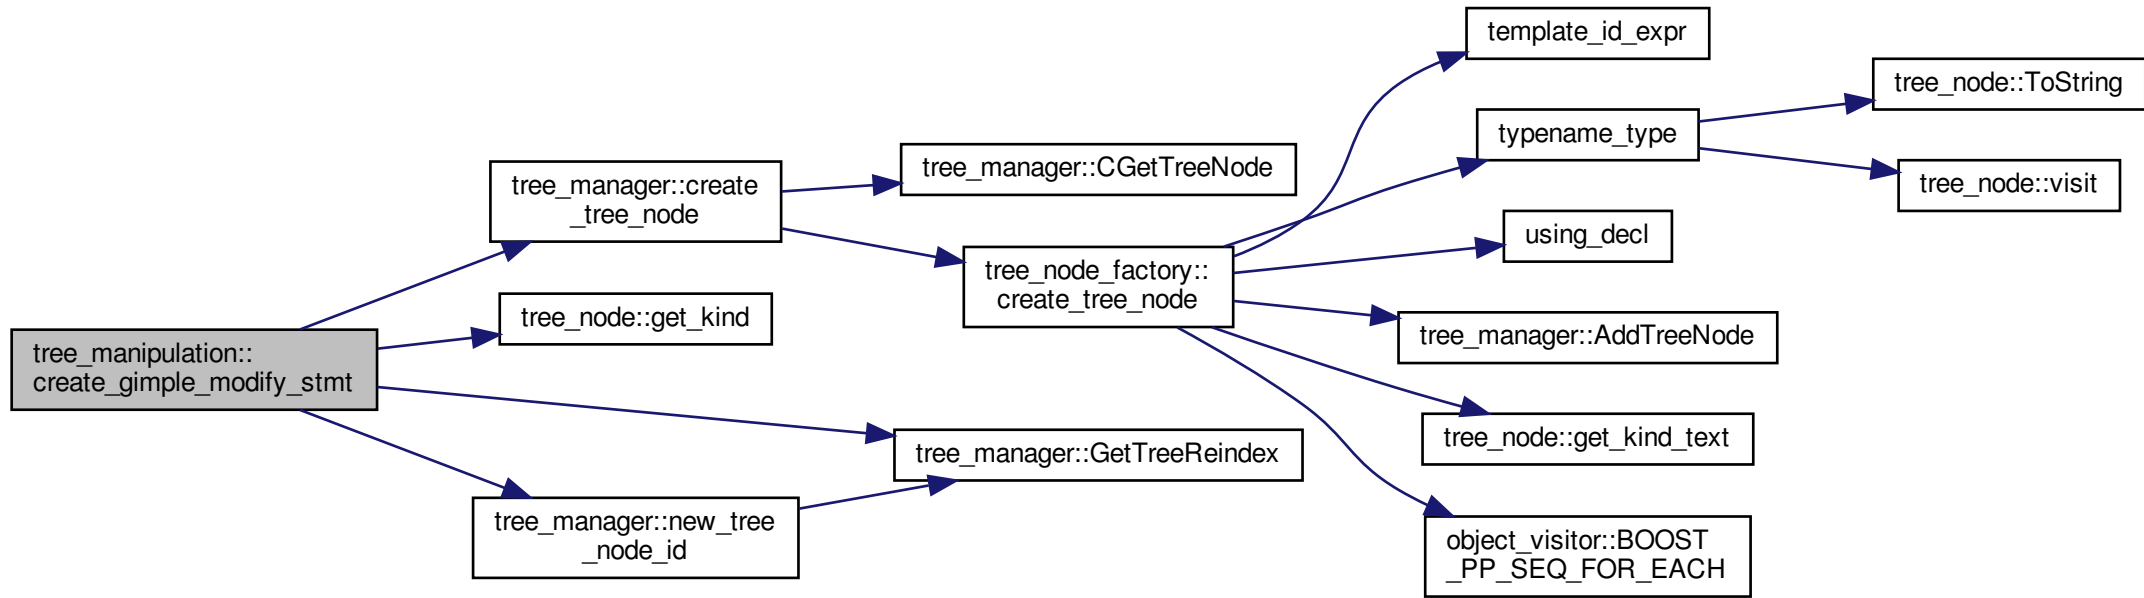 tree_manipulation::
create_gimple_modify_stmt
tree_manager::create
_tree_node
tree_node::get_kind
tree_manager::new_tree
_node_id
tree_manager::CGetTreeNode
tree_node_factory::
create_tree_node
tree_manager::GetTreeReindex
template_id_expr
typename_type
using_decl
tree_manager::AddTreeNode
tree_node::get_kind_text
object_visitor::BOOST
_PP_SEQ_FOR_EACH
tree_node::ToString
tree_node::visit